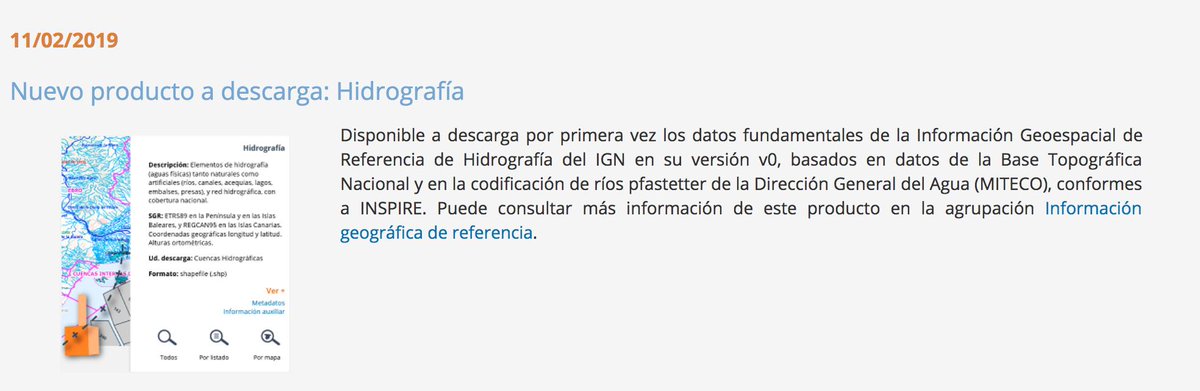 11/02/2019
Nuevo producto a descarga: Hidrografía
Disponible a descarga por primera vez los datos fundamentales de la Información Geoespacial de
Referencia de Hidrografía del IGN en su versión v0, basados en datos de la Base Topográfica
Nacional y en la codificación de ríos pfastetter de la Dirección General del Agua (MITECO), conformes
a INSPIRE. Puede consultar más información de este producto en la agrupación Información
geográfica de referencia.
Hidrografía
Descripción: Elementos de hidrografía
(aguas físicas) tanto naturales como
artificiales (ríos, canales, acequias, lagos,
embalses, presas), y red hidrográfica, con
cobertura nacional.
SGR: ETRS89 en la Península y en las Islas
Baleares, y REGCAN95 en las Islas Canarias.
Coordenadas geográficas longitud y latitud.
Alturas ortométricas.
Ud. descarga: Cuencas Hidrográficas
Formato: shapefile (.shp)
Ver +
Metadatos
Información auxiliar
Todos
Por listado
Por mapa
EBRO
CUENCAS INTER